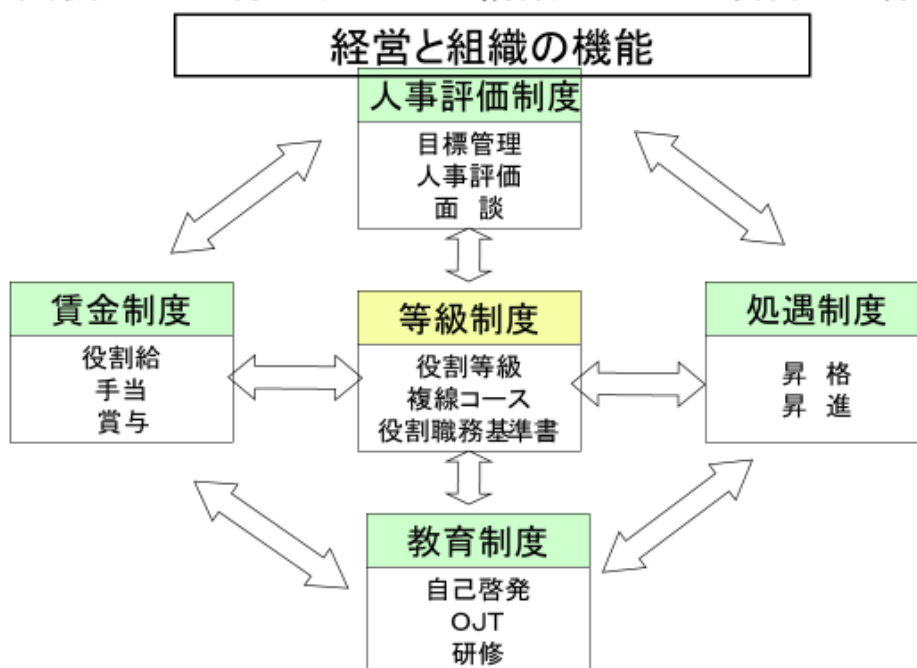 経営と組織の機能
人事評価制度
目標管理
人事評価
面 談
賃金制度
役割給
手当
賞与
等級制度
役割等級
複線コース
役割職務基準書
処遇制度
昇 格
昇 進
教育制度
自己啓発
OJT
研修